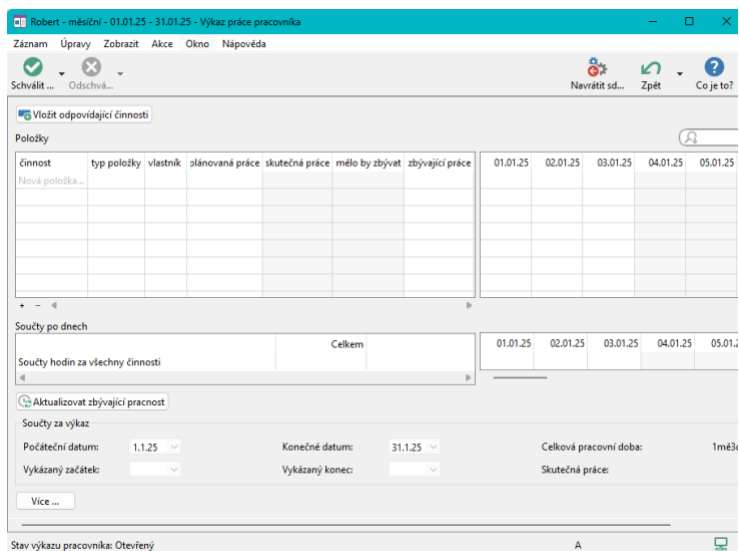 Robert - měsíční - 01.01.25 - 31.01.25 - Výkaz práce pracovníka
Záznam Úpravy Zobrazit Akce Okno Nápověda
Schválit ... Odschvá... Navrátit sd... Zpět Co je to?
Vložit odpovídající činnosti
Položky
činnost typ položky vlastník plánovaná práce skutečná práce mělo by zbývat zbývající práce 01.01.25 02.01.25 03.01.25 04.01.25 05.01.25
Nová položka...
Součty po dnech
Celkem 01.01.25 02.01.25 03.01.25 04.01.25 05.01.2
Součty hodin za všechny činnosti
Aktualizovat zbývající pracnost
Součty za výkaz
Počáteční datum: 1.1.25 Konečné datum: 31.1.25 Celková pracovní doba: 1mé3
Vykázaný začátek: Vykázaný konec: Skutečná práce:
Více ...
Stav výkazu pracovníka: Otevřený A